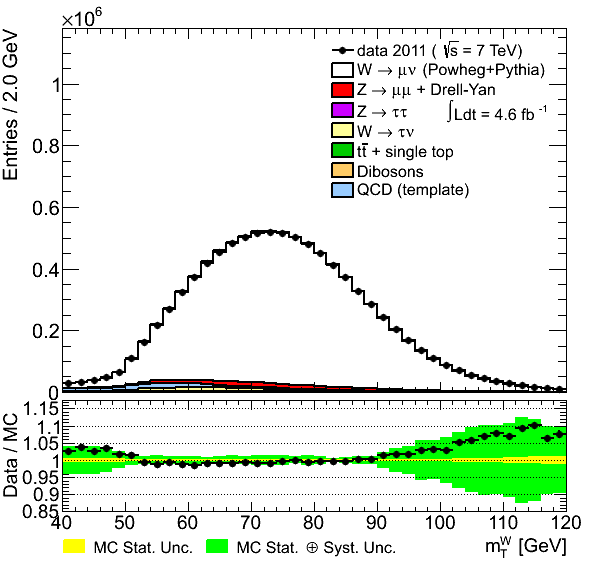 ×10⁶
Entries / 2.0 GeV
1
0.8
0.6
0.4
0.2
0
data 2011 ( √s = 7 TeV)
W → μν (Powheg+Pythia)
Z → μμ + Drell-Yan
Z → ττ
∫Ldt = 4.6 fb⁻¹
W → τν
tt̅ + single top
Dibosons
QCD (template)
Data / MC
1.15
1.1
1.05
1
0.95
0.9
0.85
40 50 60 70 80 90 100 110 120
m_T^W [GeV]
MC Stat. Unc.
MC Stat. ⊕ Syst. Unc.